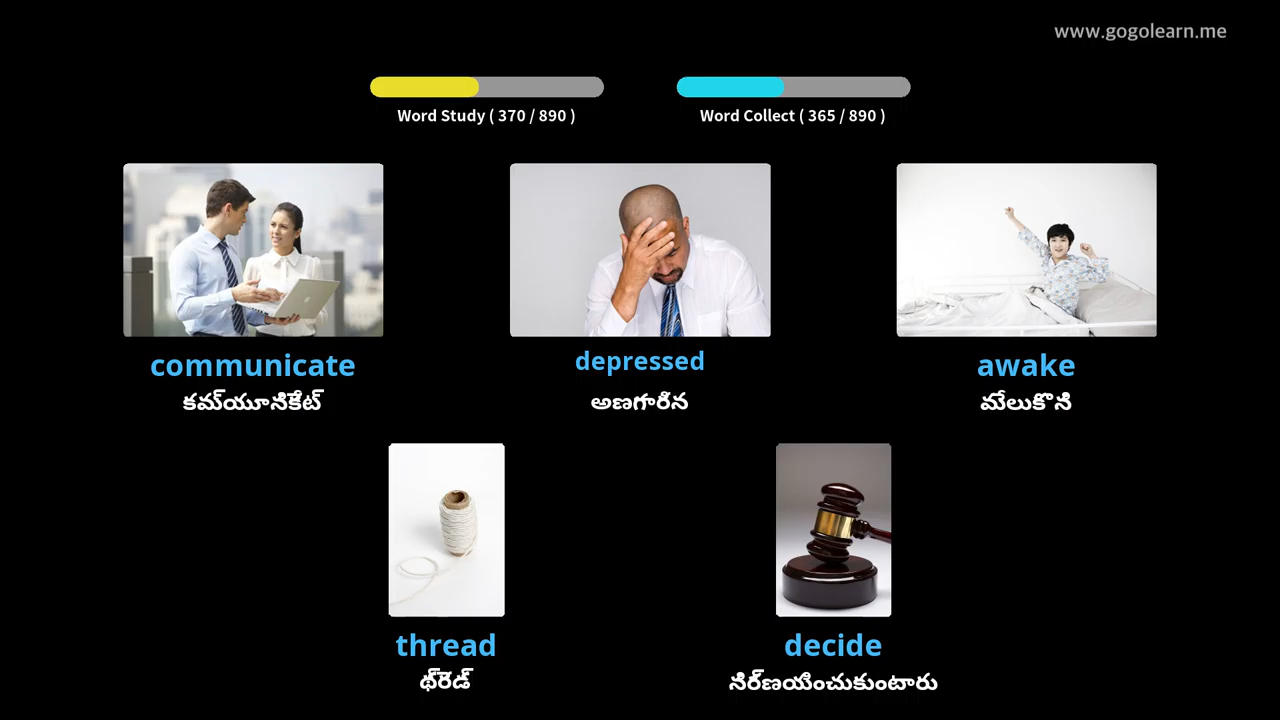 www.gogolearn.me
Word Study ( 370 / 890 )
Word Collect ( 365 / 890 )
communicate
కమ్యూనికేట్
depressed
అణగారిన
awake
మేలుకొని
thread
థ్రెడ్
decide
నిర్ణయించుకుంటారు